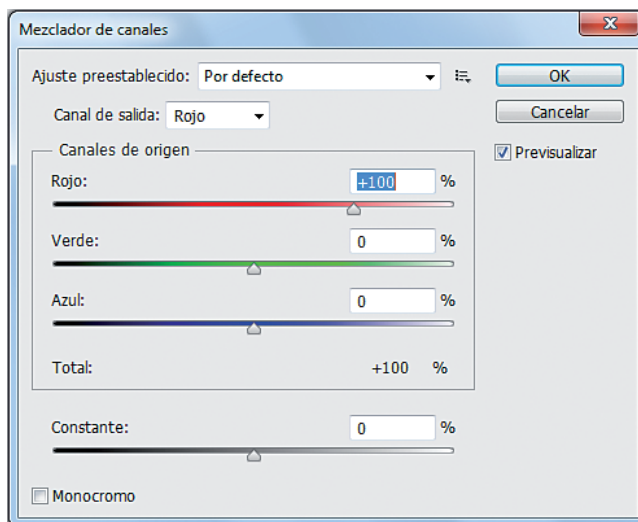 Mezclador de canales
Ajuste preestablecido: Por defecto
OK
Canal de salida: Rojo
Cancelar
Canales de origen
Previsualizar
Rojo: +100 %
Verde: 0 %
Azul: 0 %
Total: +100 %
Constante: 0 %
Monocromo